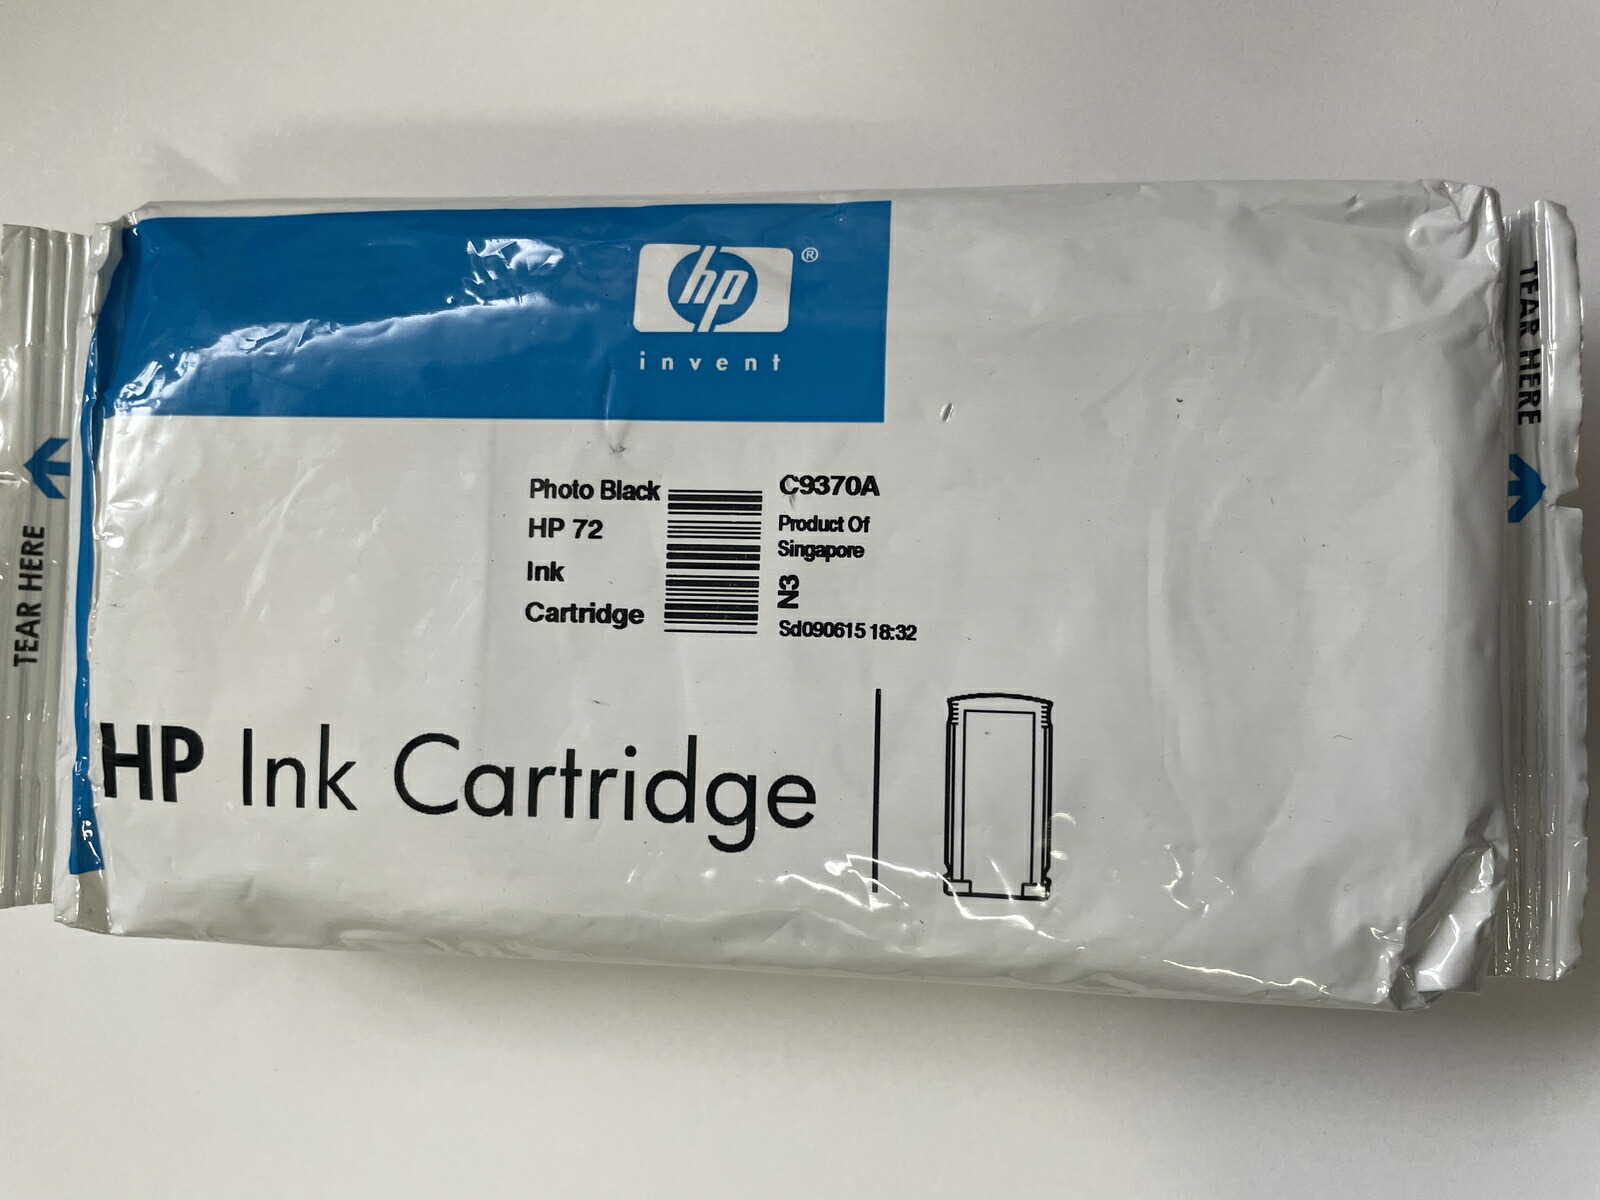 hp®
invent
Photo Black
HP 72
Ink
Cartridge
C9370A
Product Of
Singapore
N3
Sd090615 18:32
HP Ink Cartridge
TEAR HERE
TEAR HERE